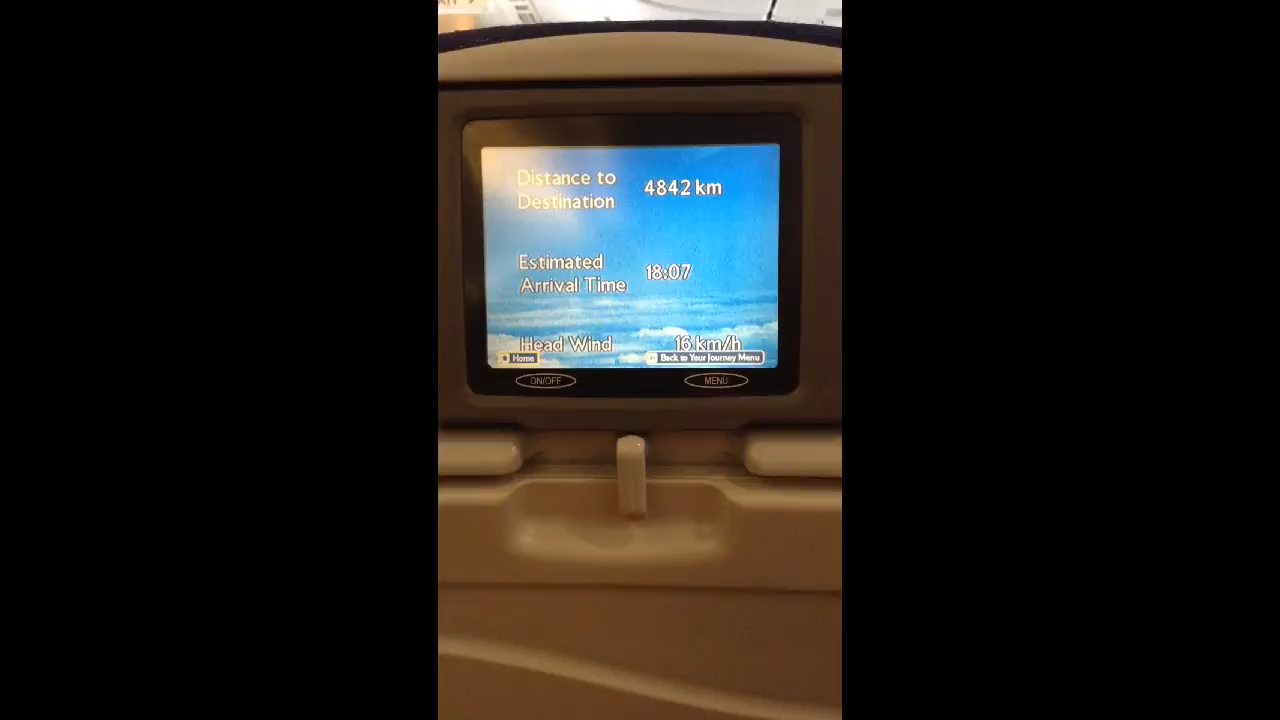 Distance to
Destination
4842 km
Estimated
Arrival Time
18:07
Head Wind
16 km/h
Home
Back to Your Journey Menu
ON/OFF
MENU